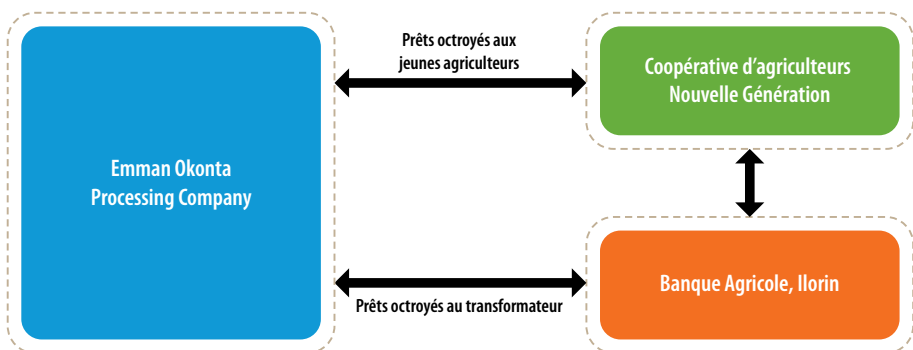 Prêts octroyés aux
jeunes agriculteurs
Coopérative d’agriculteurs
Nouvelle Génération
Emman Okonta
Processing Company
Banque Agricole, Ilorin
Prêts octroyés au transformateur